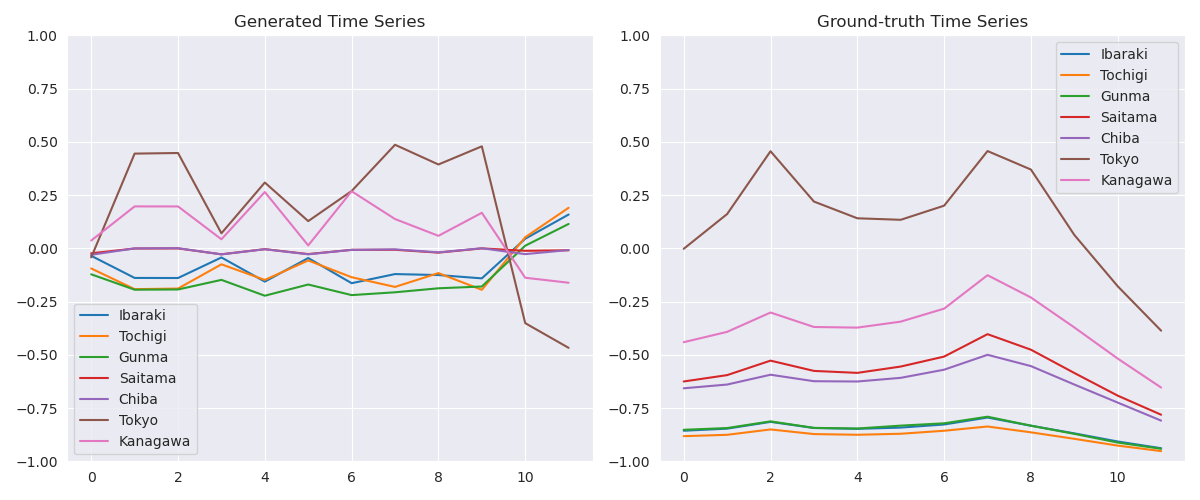 Generated Time Series
1.00
0.75
0.50
0.25
0.00
−0.25
−0.50
−0.75
−1.00
0 2 4 6 8 10
Ibaraki
Tochigi
Gunma
Saitama
Chiba
Tokyo
Kanagawa
Ground-truth Time Series
1.00
0.75
0.50
0.25
0.00
−0.25
−0.50
−0.75
−1.00
0 2 4 6 8 10
Ibaraki
Tochigi
Gunma
Saitama
Chiba
Tokyo
Kanagawa